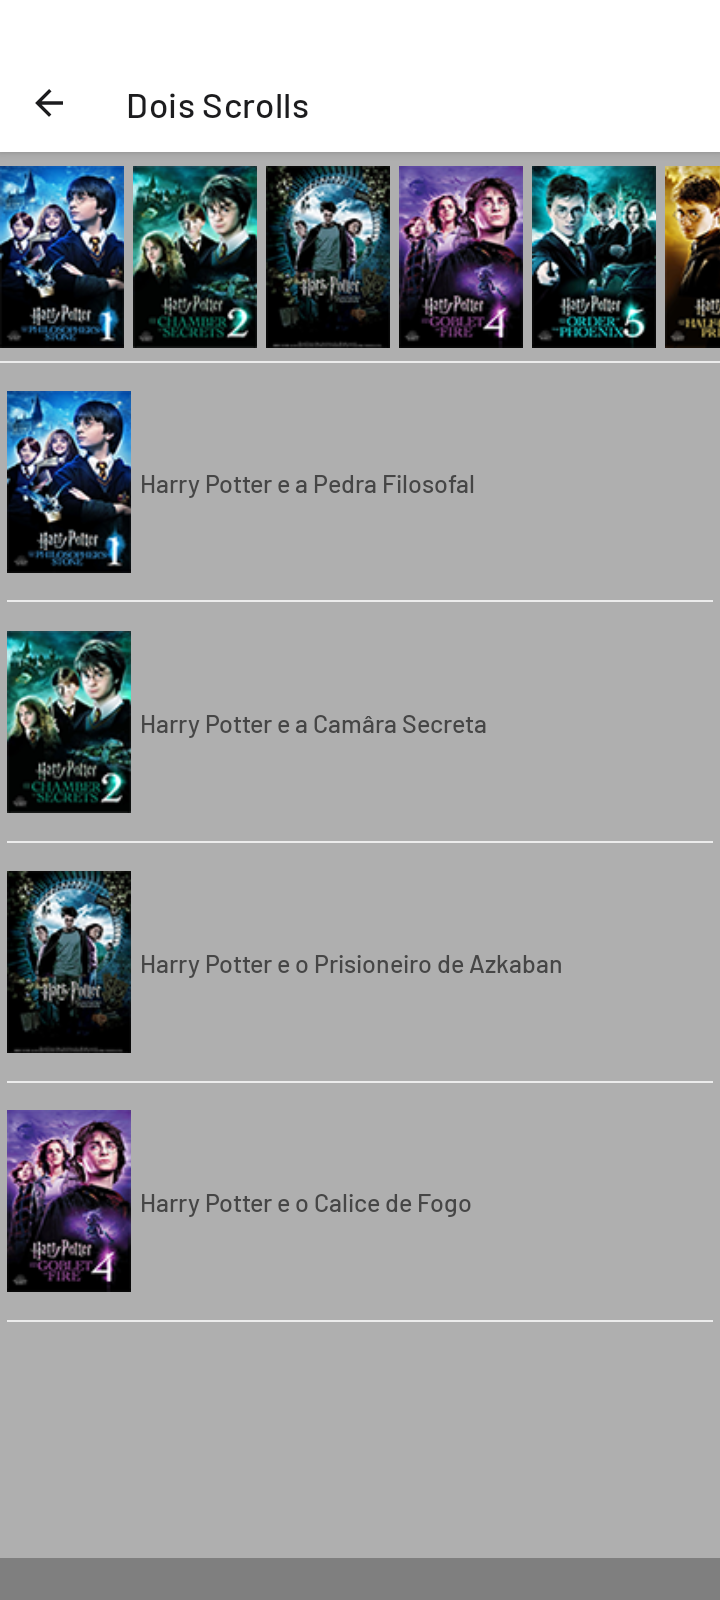 Dois Scrolls
Harry Potter
PHILOSOPHER'S
STONE 1
Harry Potter
CHAMBER
SECRETS 2
Harry Potter
Harry Potter
GOBLET
FIRE 4
Harry Potter
ORDER
PHOENIX 5
Harry Potter e a Pedra Filosofal
Harry Potter
PHILOSOPHER'S
STONE 1
Harry Potter e a Camâra Secreta
Harry Potter
CHAMBER
SECRETS 2
Harry Potter e o Prisioneiro de Azkaban
Harry Potter
Harry Potter e o Calice de Fogo
Harry Potter
GOBLET
FIRE 4